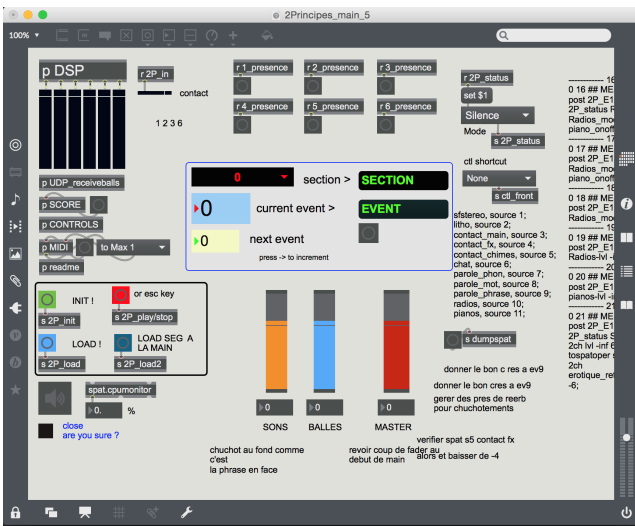 2Principes_main_5
100%
p DSP
r 2P_in
contact
1 2 3 6
r 1_presence
r 2_presence
r 3_presence
r 4_presence
r 5_presence
r 6_presence
r 2P_status
set $1
Silence
Mode
s 2P_status
ctl shortcut
None
s ctl_front
p UDP_receiveballs
p SCORE
p CONTROLS
p MIDI
to Max 1
p readme
0
section >
SECTION
0
current event >
EVENT
0
next event
press -> to increment
sfstereo, source 1;
litho, source 2;
contact_main, source 3;
contact_fx, source 4;
contact_chimes, source 5;
chat, source 6;
parole_phon, source 7;
parole_mot, source 8;
parole_phrase, source 9;
radios, source 10;
pianos, source 11;
s dumpspat
INIT !
s 2P_init
or esc key
s 2P_play/stop
LOAD !
s 2P_load
LOAD SEG A
LA MAIN
s 2P_load2
spat.cpumonitor
0.
%
close
are you sure ?
0
0
0
SONS
BALLES
MASTER
chuchot au fond comme
c'est
la phrase en face
revoir coup de fader au
debut de main
donner le bon c res a ev9
donner le bon cres a ev9
gerer des pres de reerb
pour chuchotements
verifier spat s5 contact fx
alors et baisser de -4
------------ 16
0 16 ## ME
post 2P_E1
2P_status R
Radios_mo
piano_onoff
------------ 17
0 17 ## ME
post 2P_E1
Radios_mo
piano_onoff
------------ 18
0 18 ## ME
post 2P_E1
Radios_mo
------------ 19
0 19 ## ME
post 2P_E1
Radios-lvl -i
------------ 20
0 20 ## ME
post 2P_E1
pianos-lvl -i
------------ 21
0 21 ## ME
post 2P_E1
2P_status S
2ch lvl -inf 6
tospatoper s
2ch
erotique_ret
-6;